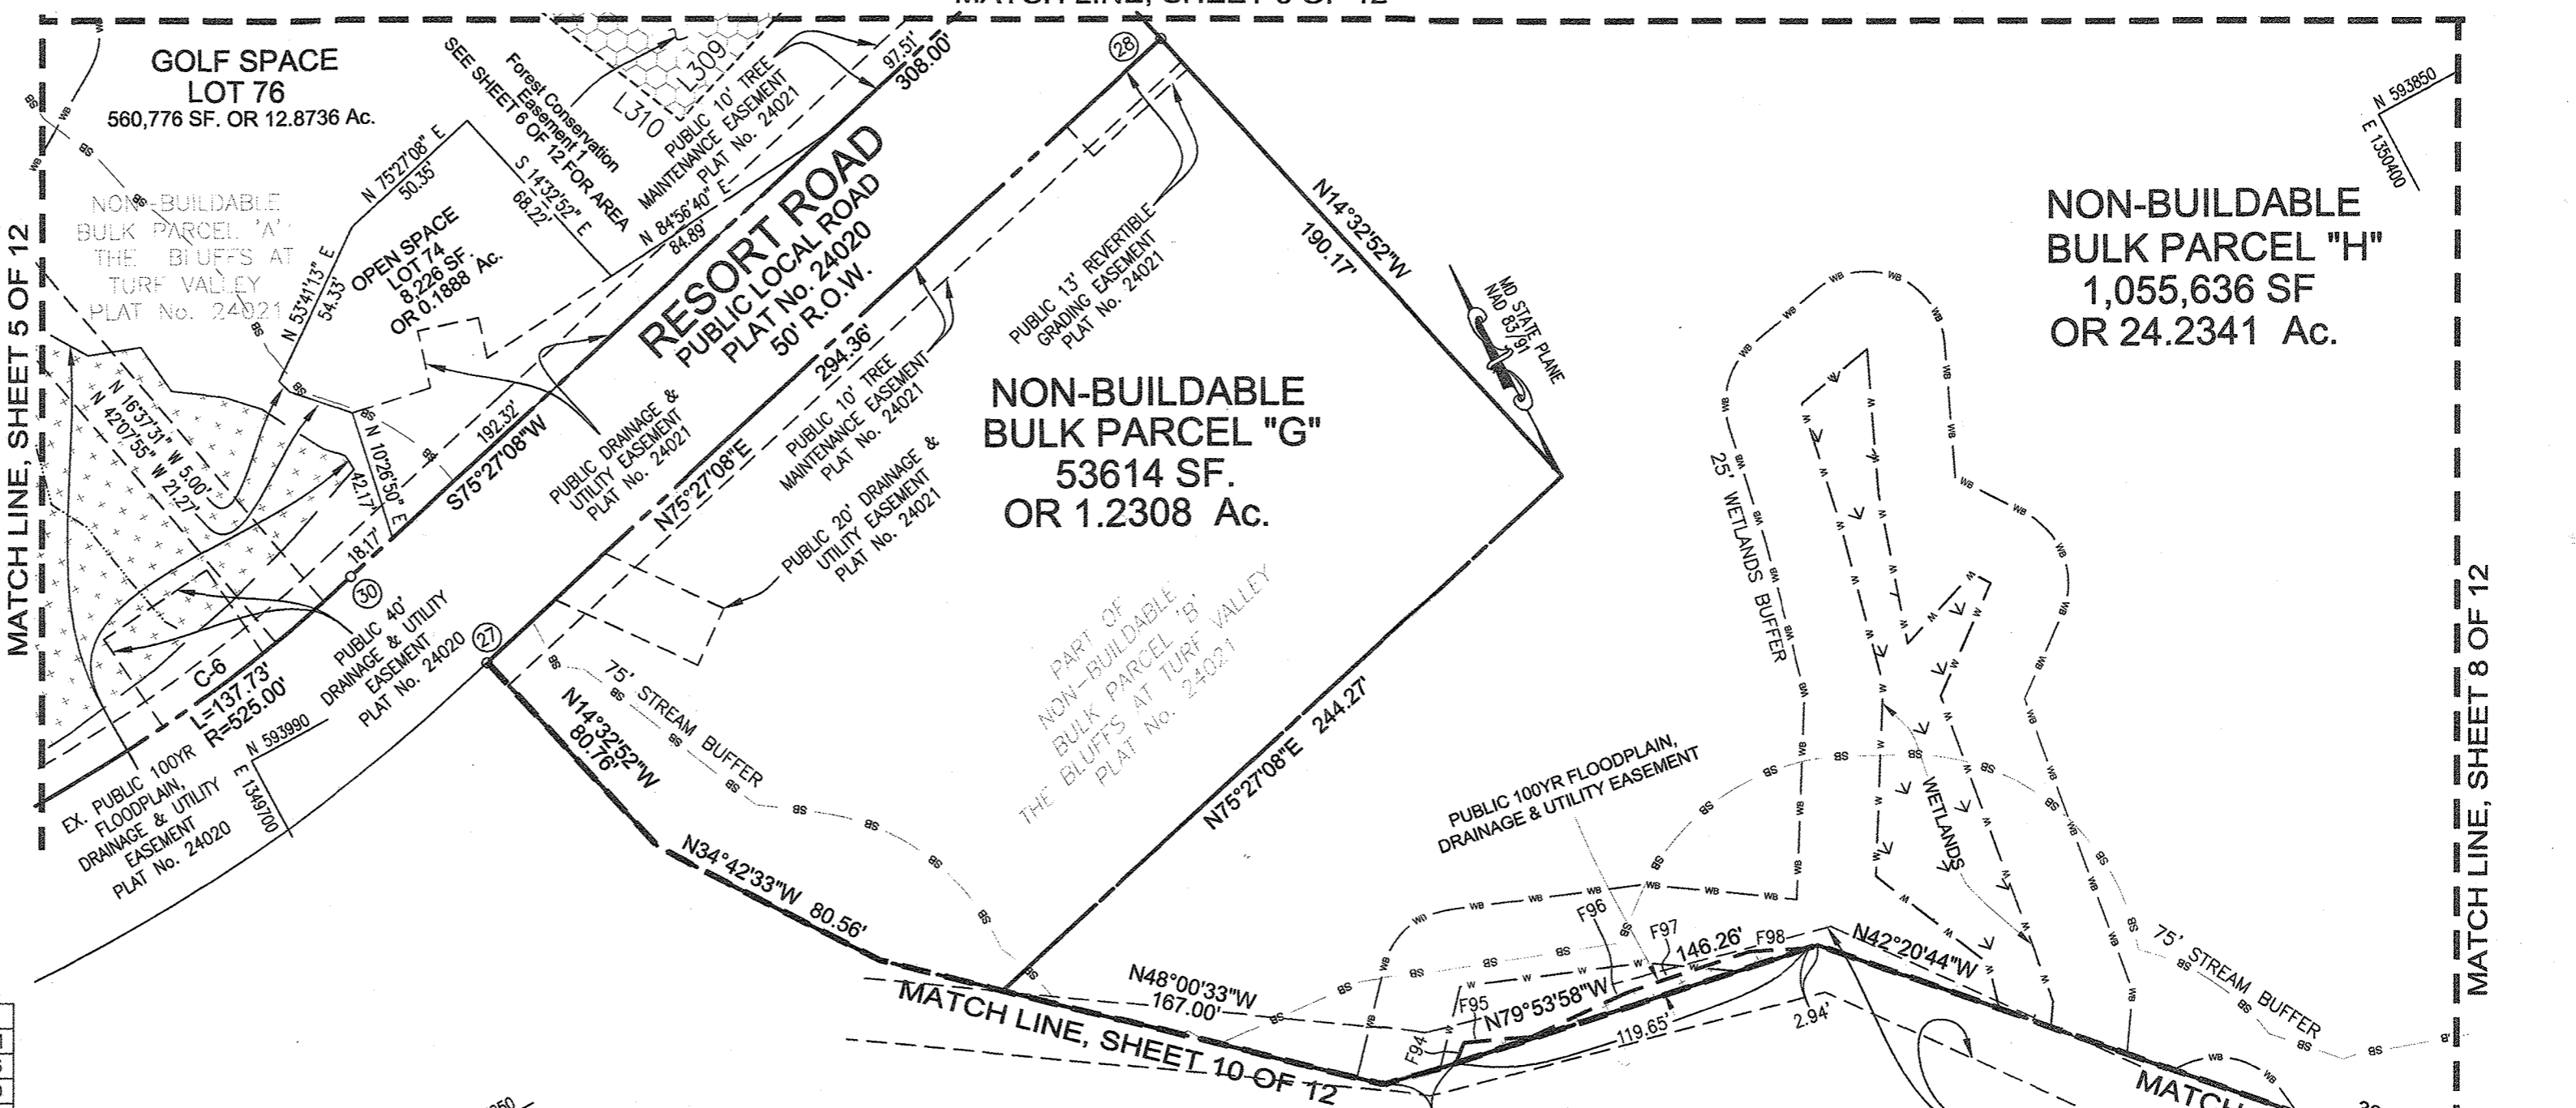 GOLF SPACE
LOT 76
560,776 SF. OR 12.8736 Ac.
NON-BUILDABLE
BULK PARCEL 'A'
THE BLUFFS AT
TURF VALLEY
PLAT No. 24021
MATCH LINE, SHEET 5 OF 12
N 75°27'08" E
50.35'
N 53°41'13" E
54.33'
OPEN SPACE
LOT 74
8,226 SF.
OR 0.1888 Ac.
S 14°32'52" E
68.22'
SEE SHEET 6 OF 12 FOR AREA
Forest Conservation
Easement 1
L309
L310
PUBLIC 10' TREE
MAINTENANCE EASEMENT
PLAT No. 24021
97.51'
308.00'
N 84°56'40" E
84.89'
RESORT ROAD
PUBLIC LOCAL ROAD
PLAT No. 24020
50' R.O.W.
28
N14°32'52"W
190.17'
PUBLIC 13' REVERTIBLE
GRADING EASEMENT
PLAT No. 24021
MD STATE PLANE
NAD 83/91
N 593850
E 1350400
NON-BUILDABLE
BULK PARCEL "H"
1,055,636 SF
OR 24.2341 Ac.
N 16°37'31" W 5.00'
N 42°07'55" W 21.27'
N 10°26'50" E
42.17'
192.32'
S75°27'08"W
18.17'
30
PUBLIC DRAINAGE &
UTILITY EASEMENT
PLAT No. 24021
294.36'
N75°27'08"E
PUBLIC 10' TREE
MAINTENANCE EASEMENT
PLAT No. 24021
PUBLIC 20' DRAINAGE &
UTILITY EASEMENT
PLAT No. 24021
NON-BUILDABLE
BULK PARCEL "G"
53614 SF.
OR 1.2308 Ac.
PART OF
NON-BUILDABLE
BULK PARCEL 'B'
THE BLUFFS AT TURF VALLEY
PLAT No. 24021
25' WETLANDS BUFFER
PUBLIC 40'
DRAINAGE & UTILITY
EASEMENT
PLAT No. 24020
27
C-6
L=137.73'
R=525.00'
N 593990
E 1349700
EX. PUBLIC 100YR
FLOODPLAIN,
DRAINAGE & UTILITY
EASEMENT
PLAT No. 24020
75' STREAM BUFFER
N14°32'52"W
80.76'
N34°42'33"W 80.56'
N75°27'08"E 244.27'
PUBLIC 100YR FLOODPLAIN,
DRAINAGE & UTILITY EASEMENT
WETLANDS
MATCH LINE, SHEET 8 OF 12
N48°00'33"W
167.00'
MATCH LINE, SHEET 10 OF 12
F94
F95
F96
F97
F98
146.26'
N79°53'58"W
119.65'
2.94'
N42°20'44"W
75' STREAM BUFFER
MATCH